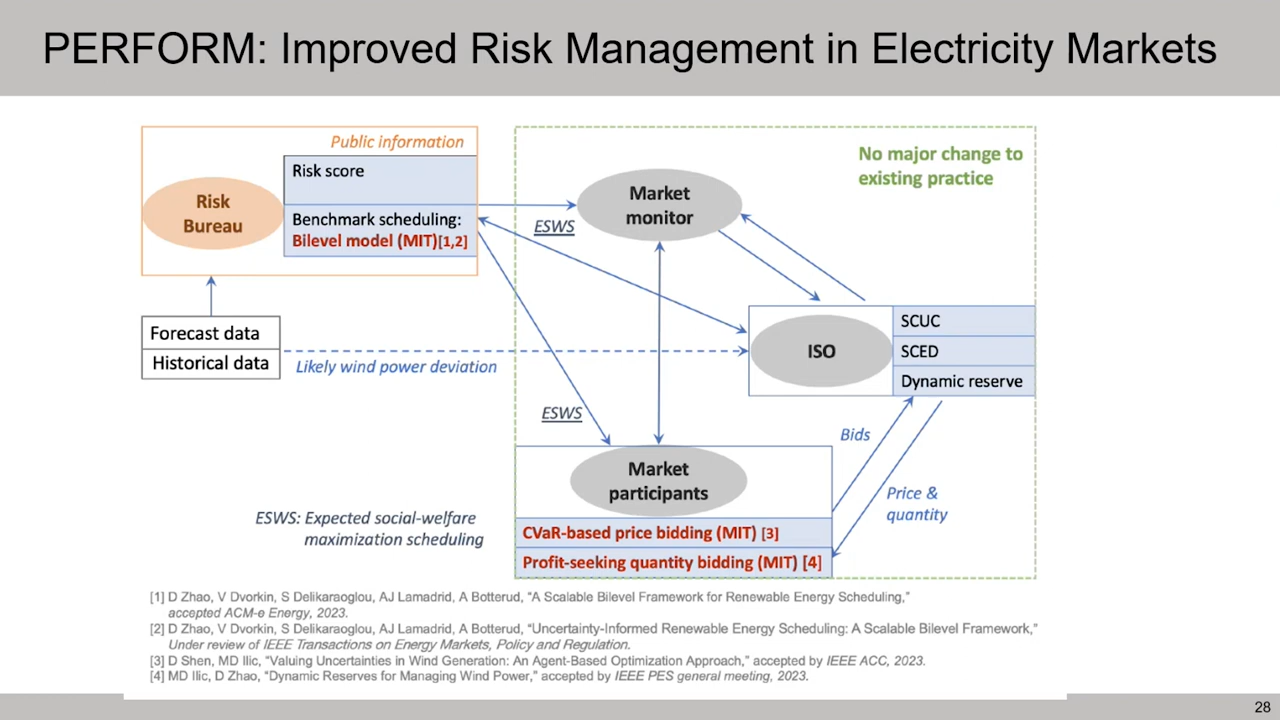 PERFORM: Improved Risk Management in Electricity Markets
Public information
Risk
Bureau
Risk score
Benchmark scheduling:
Bilevel model (MIT)[1,2]
Forecast data
Historical data
Likely wind power deviation
ESWS
ESWS
Market
monitor
No major change to
existing practice
ISO
SCUC
SCED
Dynamic reserve
Bids
Price &
quantity
Market
participants
CVaR-based price bidding (MIT) [3]
Profit-seeking quantity bidding (MIT) [4]
ESWS: Expected social-welfare
maximization scheduling
[1] D Zhao, V Dvorkin, S Delikaraoglou, AJ Lamadrid, A Botterud, "A Scalable Bilevel Framework for Renewable Energy Scheduling,"
accepted ACM-e Energy, 2023.
[2] D Zhao, V Dvorkin, S Delikaraoglou, AJ Lamadrid, A Botterud, "Uncertainty-Informed Renewable Energy Scheduling: A Scalable Bilevel Framework,"
Under review of IEEE Transactions on Energy Markets, Policy and Regulation.
[3] D Shen, MD Ilic, "Valuing Uncertainties in Wind Generation: An Agent-Based Optimization Approach," accepted by IEEE ACC, 2023.
[4] MD Ilic, D Zhao, "Dynamic Reserves for Managing Wind Power," accepted by IEEE PES general meeting, 2023.
28